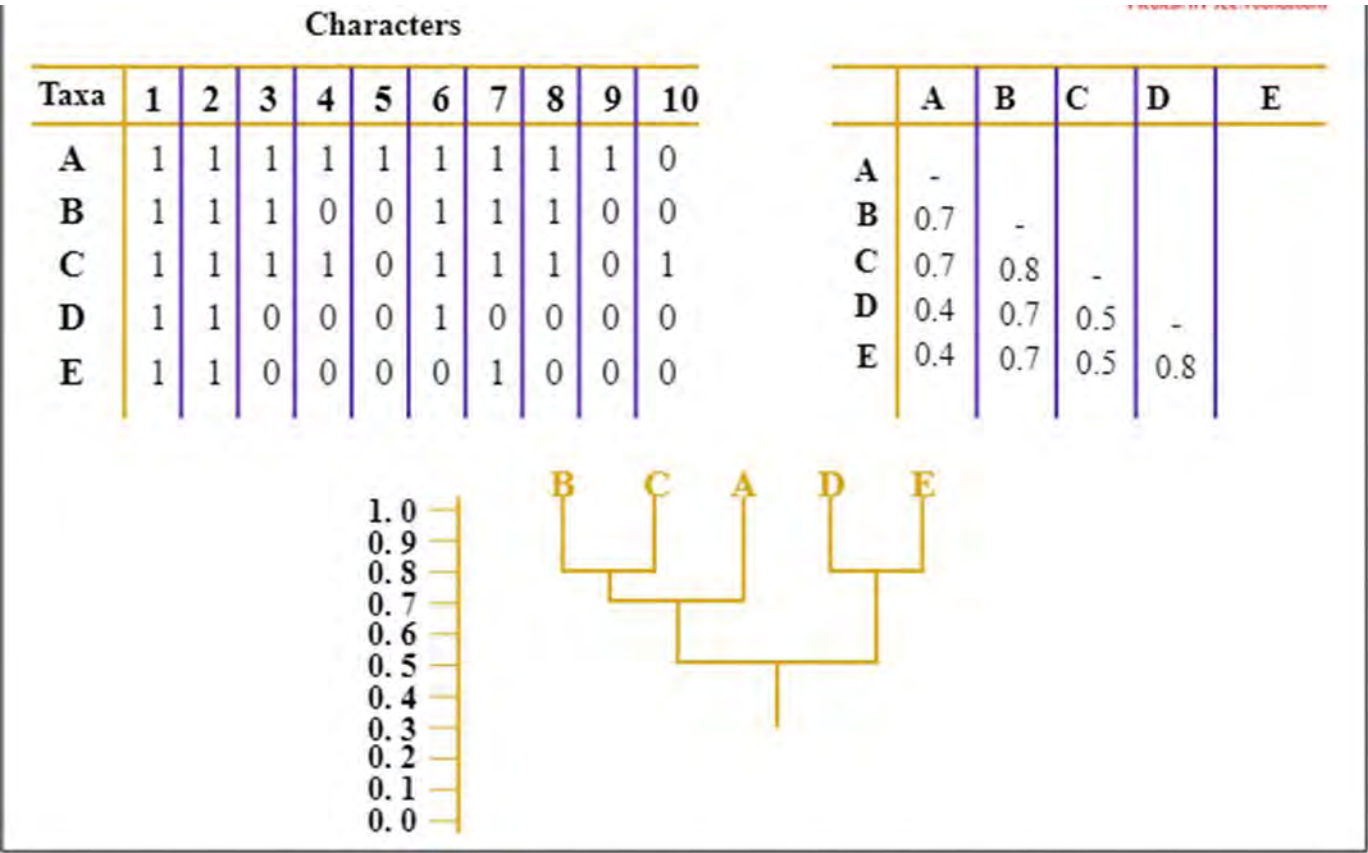 Characters
Taxa 1 2 3 4 5 6 7 8 9 10
A 1 1 1 1 1 1 1 1 1 0
B 1 1 1 0 0 1 1 1 0 0
C 1 1 1 1 0 1 1 1 0 1
D 1 1 0 0 0 1 0 0 0 0
E 1 1 0 0 0 0 1 0 0 0
A B C D E
A -
B 0.7 -
C 0.7 0.8 -
D 0.4 0.7 0.5 -
E 0.4 0.7 0.5 0.8
B C A D E
1.0
0.9
0.8
0.7
0.6
0.5
0.4
0.3
0.2
0.1
0.0